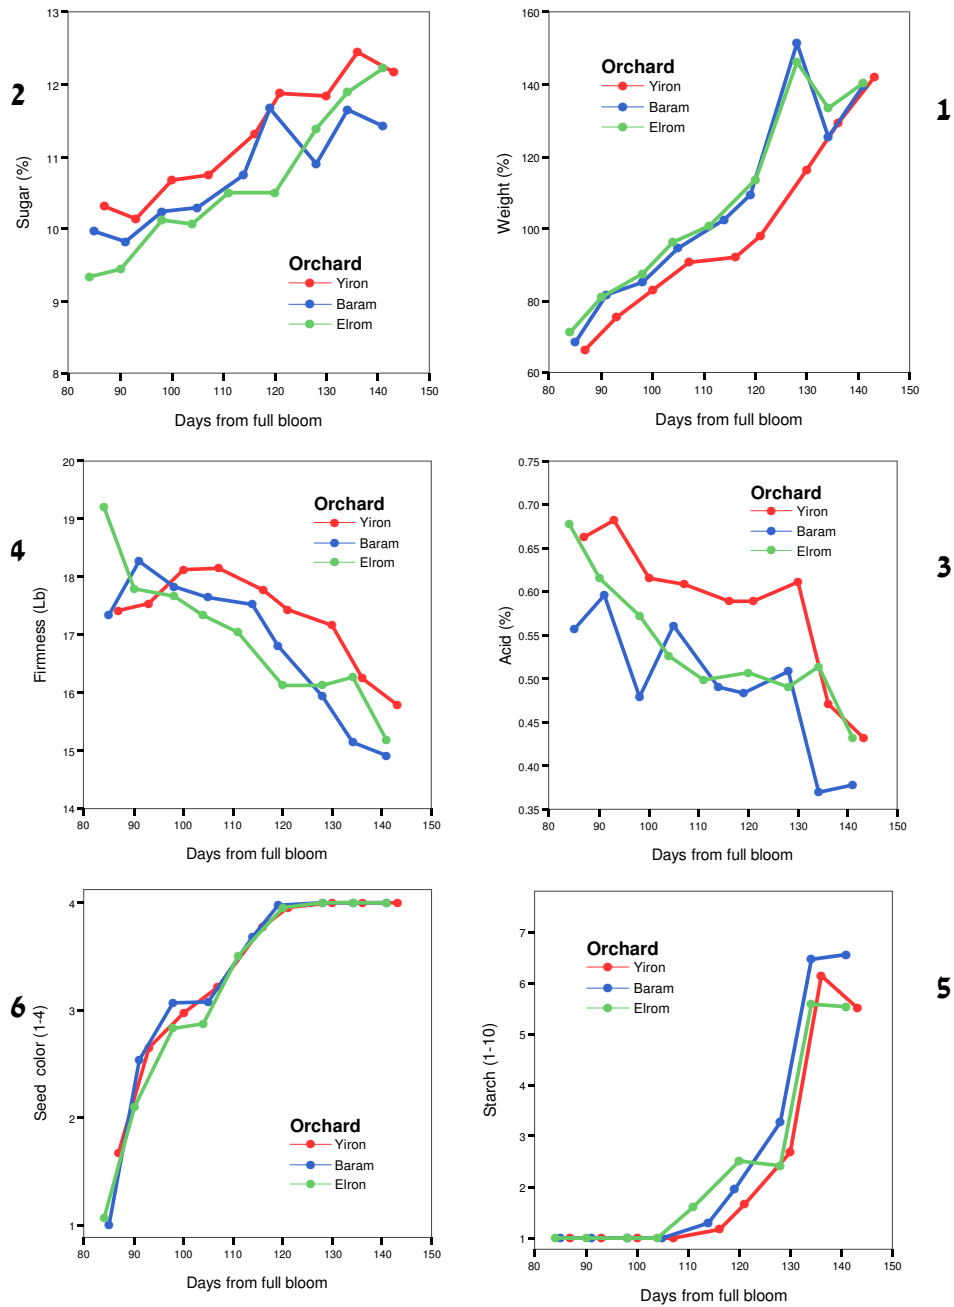 2
13
12
11
10
9
8
Sugar (%)
Orchard
Yiron
Baram
Elrom
80 90 100 110 120 130 140 150
Days from full bloom
1
160
140
120
100
80
60
Weight (%)
Orchard
Yiron
Baram
Elrom
80 90 100 110 120 130 140 150
Days from full bloom
4
20
19
18
17
16
15
14
Firmness (Lb)
Orchard
Yiron
Baram
Elrom
80 90 100 110 120 130 140 150
Days from full bloom
3
0.75
0.70
0.65
0.60
0.55
0.50
0.45
0.40
0.35
Acid (%)
Orchard
Yiron
Baram
Elrom
80 90 100 110 120 130 140 150
Days from full bloom
6
4
3
2
1
Seed color (1-4)
Orchard
Yiron
Baram
Elron
80 90 100 110 120 130 140 150
Days from full bloom
5
7
6
5
4
3
2
1
Starch (1-10)
Orchard
Yiron
Baram
Elrom
80 90 100 110 120 130 140 150
Days from full bloom